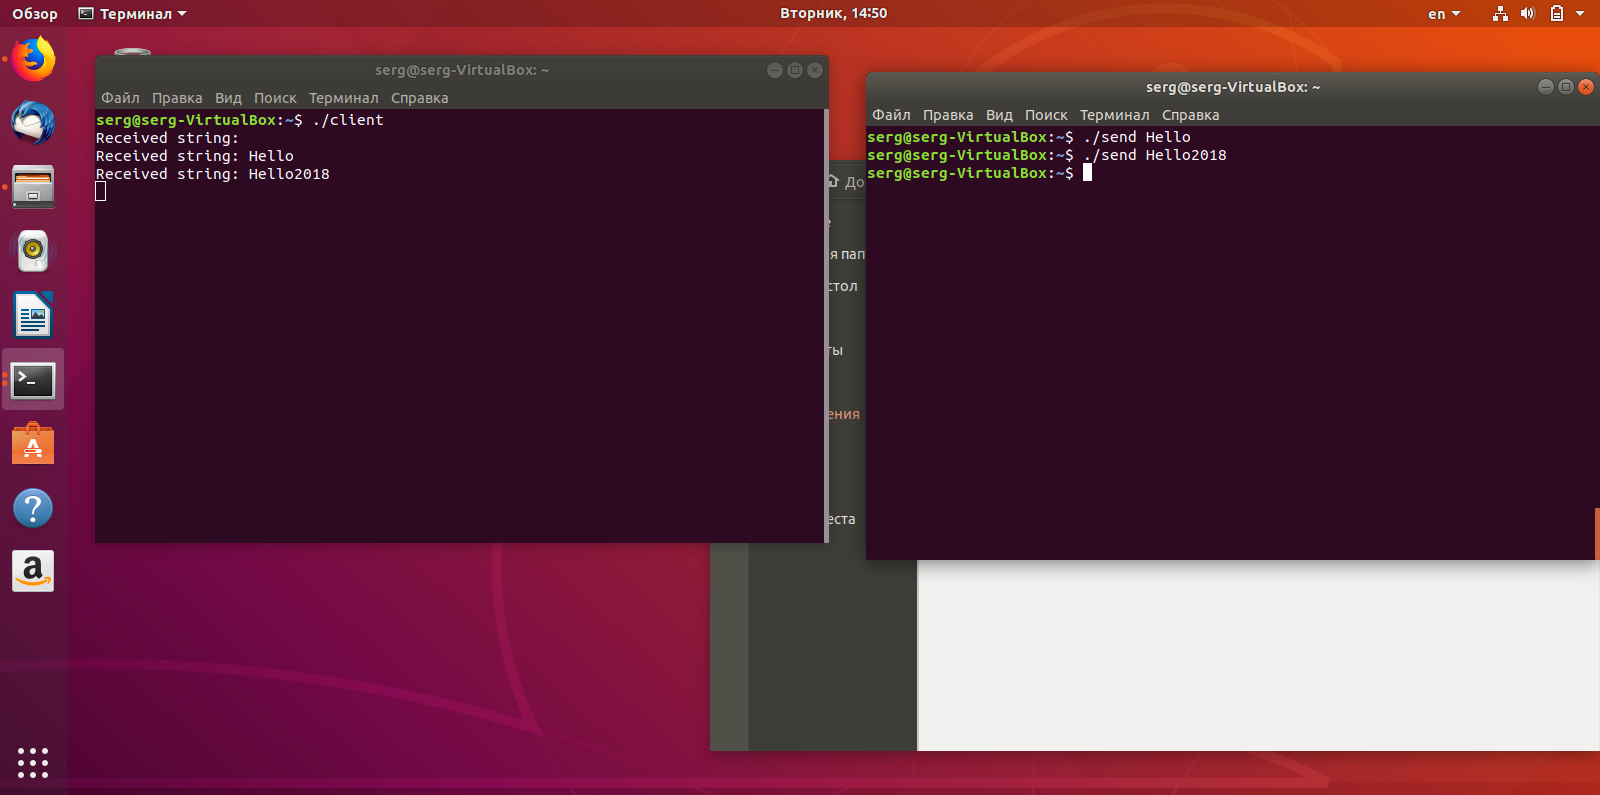 Обзор Терминал Вторник, 14:50 en
serg@serg-VirtualBox: ~
Файл Правка Вид Поиск Терминал Справка
serg@serg-VirtualBox:~$ ./client
Received string:
Received string: Hello
Received string: Hello2018
serg@serg-VirtualBox: ~
Файл Правка Вид Поиск Терминал Справка
serg@serg-VirtualBox:~$ ./send Hello
serg@serg-VirtualBox:~$ ./send Hello2018
serg@serg-VirtualBox:~$
До
е
я пап
стол
ты
ения
еста